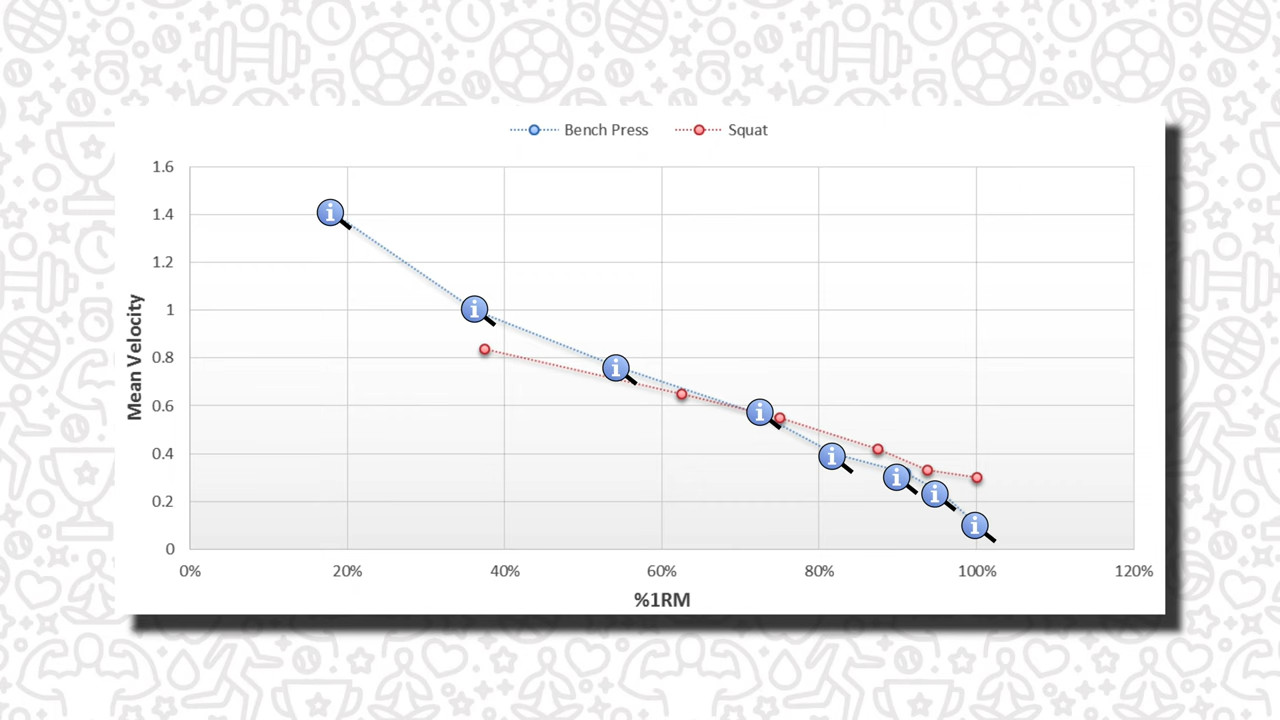 Bench Press Squat
1.6
1.4
1.2
1
0.8
0.6
0.4
0.2
0
Mean Velocity
0% 20% 40% 60% 80% 100% 120%
%1RM
i
i
i
i
i
i
i
i